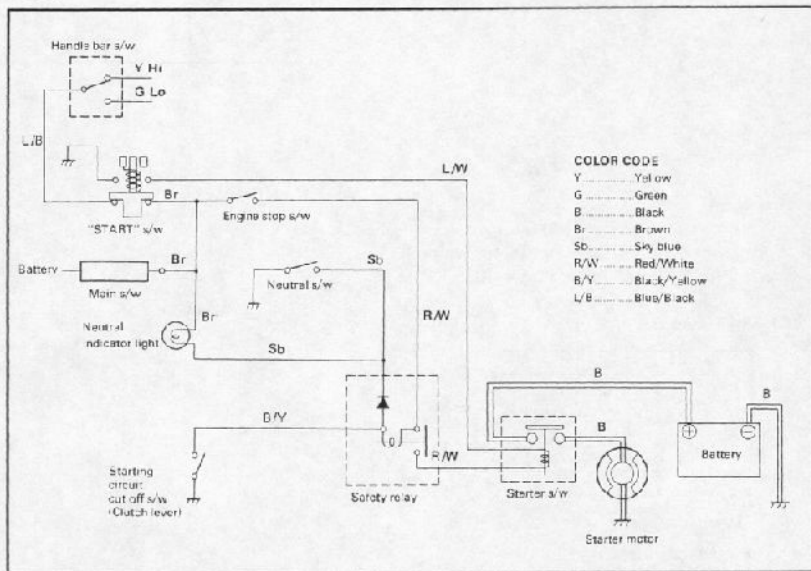 Handle bar s/w
Y Hi
G Lo
L/B
"START" s/w
Br
Engine stop s/w
L/W
COLOR CODE
Y Yellow
G Green
B Black
Br Brown
Sb Sky blue
R/W Red/White
B/Y Black/Yellow
L/B Blue/Black
Battery
Main s/w
Br
Neutral s/w
Sb
Neutral
indicator light
Br
Sb
R/W
B/Y
Starting
circuit
cut off s/w
(Clutch lever)
Safety relay
R/W
Starter s/w
B
B
Starter motor
Battery
B